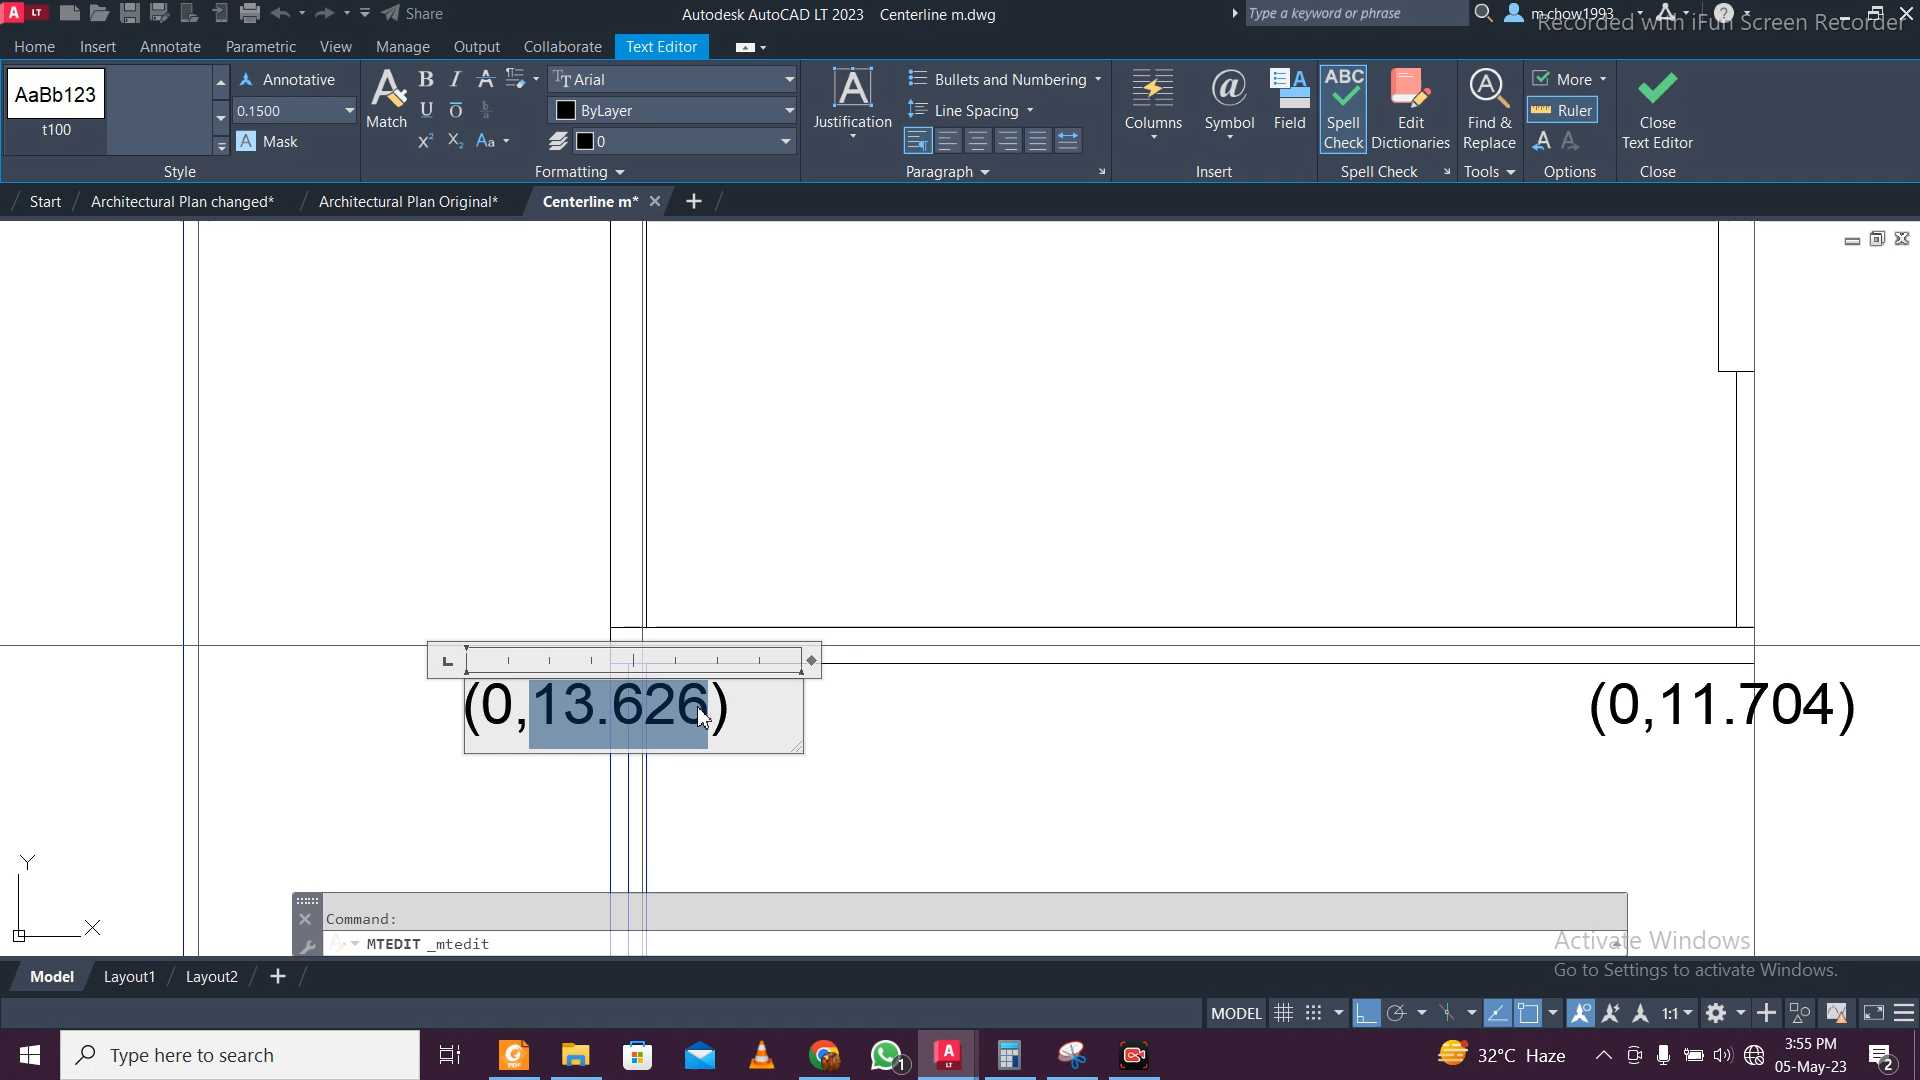 A LT Share Autodesk AutoCAD LT 2023 Centerline m.dwg Type a keyword or phrase m.chow1993
Recorded with iFun Screen Recorder
Home Insert Annotate Parametric View Manage Output Collaborate Text Editor
AaBb123
t100
Annotative
0.1500
Mask
Style
Match
Arial
ByLayer
0
Formatting
Justification
Bullets and Numbering
Line Spacing
Paragraph
Columns
Symbol
Field
Insert
ABC
Spell Check
Edit Dictionaries
Spell Check
Find & Replace
Tools
More
Ruler
Options
Close Text Editor
Close
Start Architectural Plan changed* Architectural Plan Original* Centerline m*
(0,13.626)
(0,11.704)
Y
X
Command:
MTEDIT _mtedit
Activate Windows
Go to Settings to activate Windows.
Model Layout1 Layout2
MODEL 1:1
Type here to search
1
32°C Haze
3:55 PM
05-May-23
2